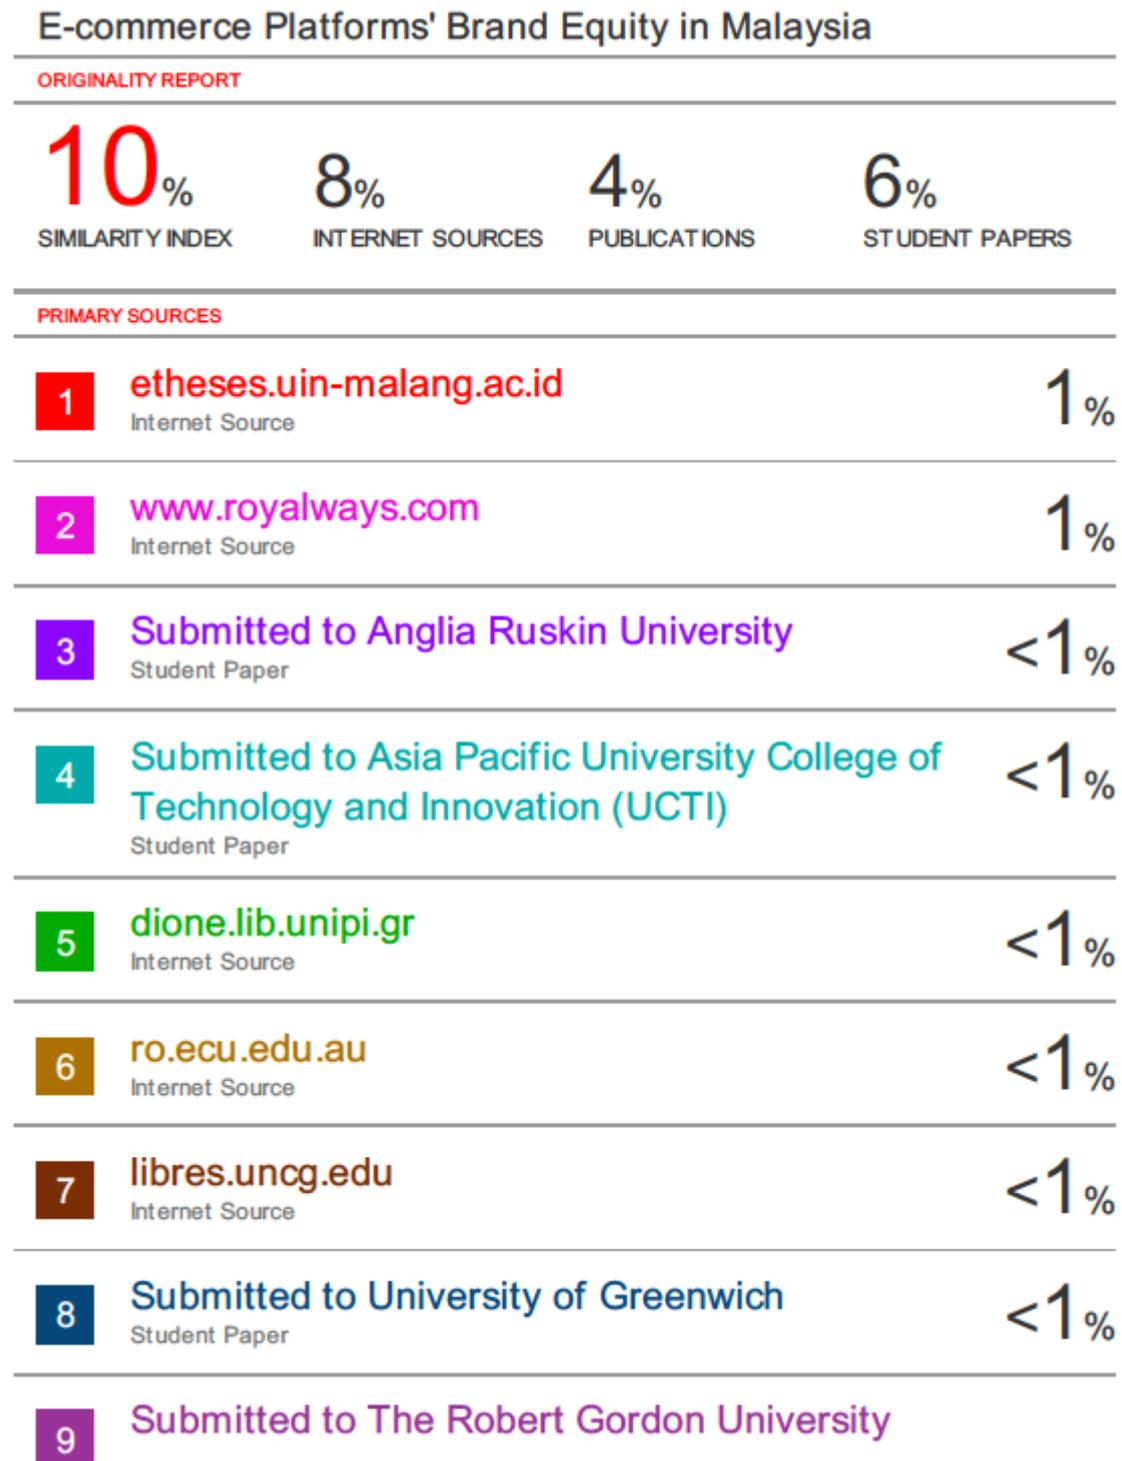 E-commerce Platforms' Brand Equity in Malaysia
ORIGINALITY REPORT
10% 8% 4% 6%
SIMILARITY INDEX INTERNET SOURCES PUBLICATIONS STUDENT PAPERS
PRIMARY SOURCES
1 etheses.uin-malang.ac.id 1%
Internet Source
2 www.royalways.com 1%
Internet Source
3 Submitted to Anglia Ruskin University <1%
Student Paper
4 Submitted to Asia Pacific University College of <1%
Technology and Innovation (UCTI)
Student Paper
5 dione.lib.unipi.gr <1%
Internet Source
6 ro.ecu.edu.au <1%
Internet Source
7 libres.uncg.edu <1%
Internet Source
8 Submitted to University of Greenwich <1%
Student Paper
9 Submitted to The Robert Gordon University